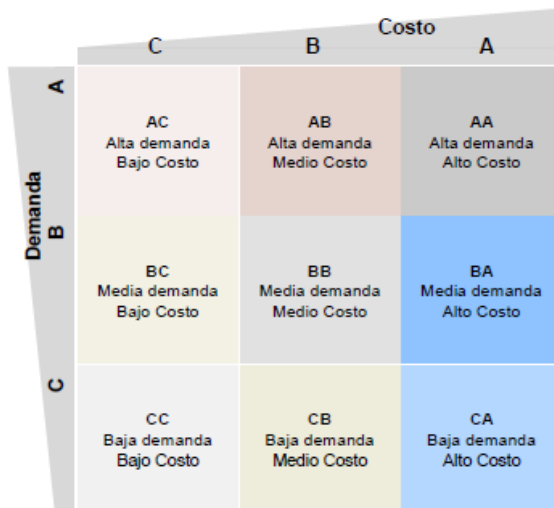 Costo
C B A
Demanda
A
AC
Alta demanda
Bajo Costo
AB
Alta demanda
Medio Costo
AA
Alta demanda
Alto Costo
B
BC
Media demanda
Bajo Costo
BB
Media demanda
Medio Costo
BA
Media demanda
Alto Costo
C
CC
Baja demanda
Bajo Costo
CB
Baja demanda
Medio Costo
CA
Baja demanda
Alto Costo